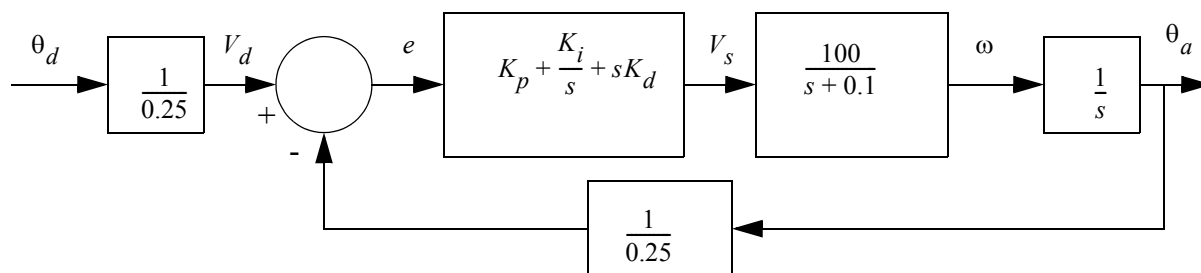 θd
1
0.25
Vd
+
-
e
Kp + Ki/s + sKd
Vs
100
s + 0.1
ω
1
s
θa
1
0.25